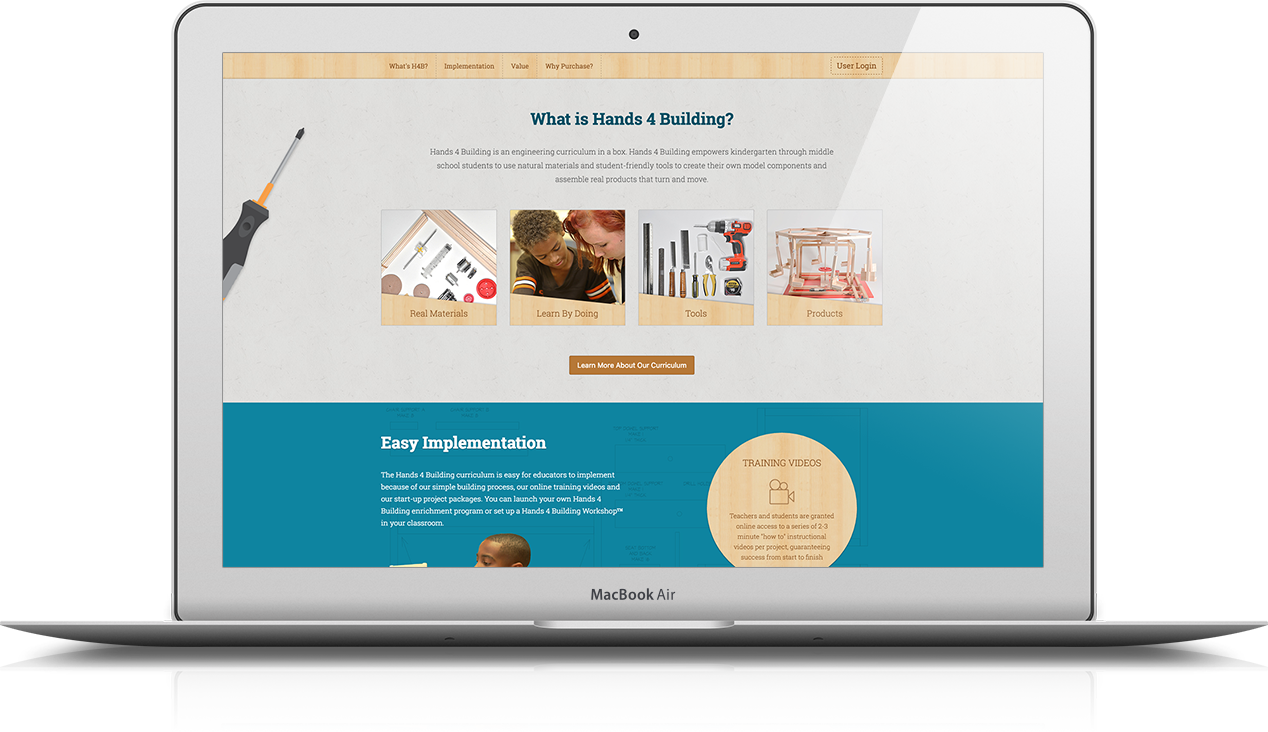 What's H4B? Implementation Value Why Purchase? User Login
What is Hands 4 Building?
Hands 4 Building is an engineering curriculum in a box. Hands 4 Building empowers kindergarten through middle
school students to use natural materials and student-friendly tools to create their own model components and
assemble real products that turn and move.
Real Materials Learn By Doing Tools Products
Learn More About Our Curriculum
Easy Implementation
The Hands 4 Building curriculum is easy for educators to implement
because of our simple building process, our online training videos and
our start-up project packages. You can launch your own Hands 4
Building enrichment program or set up a Hands 4 Building Workshop™
in your classroom.
TRAINING VIDEOS
Teachers and students are granted
online access to a series of 2-3
minute "how to" instructional
videos per project, guaranteeing
success from start to finish
MacBook Air